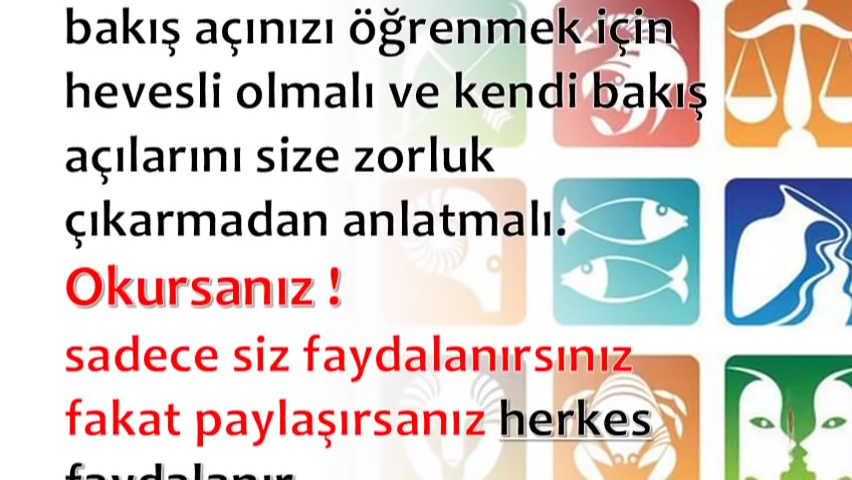 bakış açınızı öğrenmek için
hevesli olmalı ve kendi bakış
açılarını size zorluk
çıkarmadan anlatmalı.
Okursanız !
sadece siz faydalanırsınız
fakat paylaşırsanız herkes
faydalanır